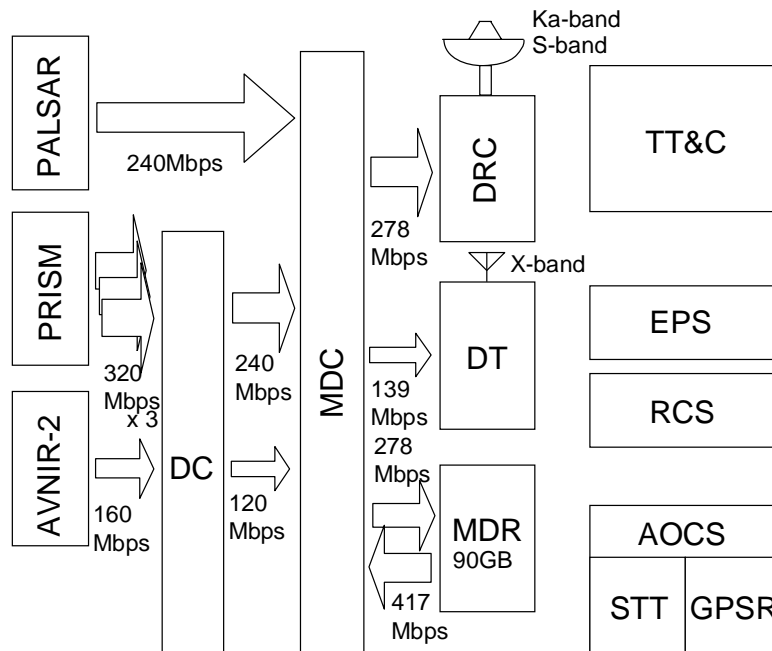 Ka-band
S-band
PALSAR
240Mbps
DRC
TT&C
278
Mbps
PRISM
320
Mbps
x 3
X-band
240
Mbps
MDC
DT
139
Mbps
EPS
RCS
AVNIR-2
160
Mbps
DC
120
Mbps
278
Mbps
MDR
90GB
417
Mbps
AOCS
STT
GPSR